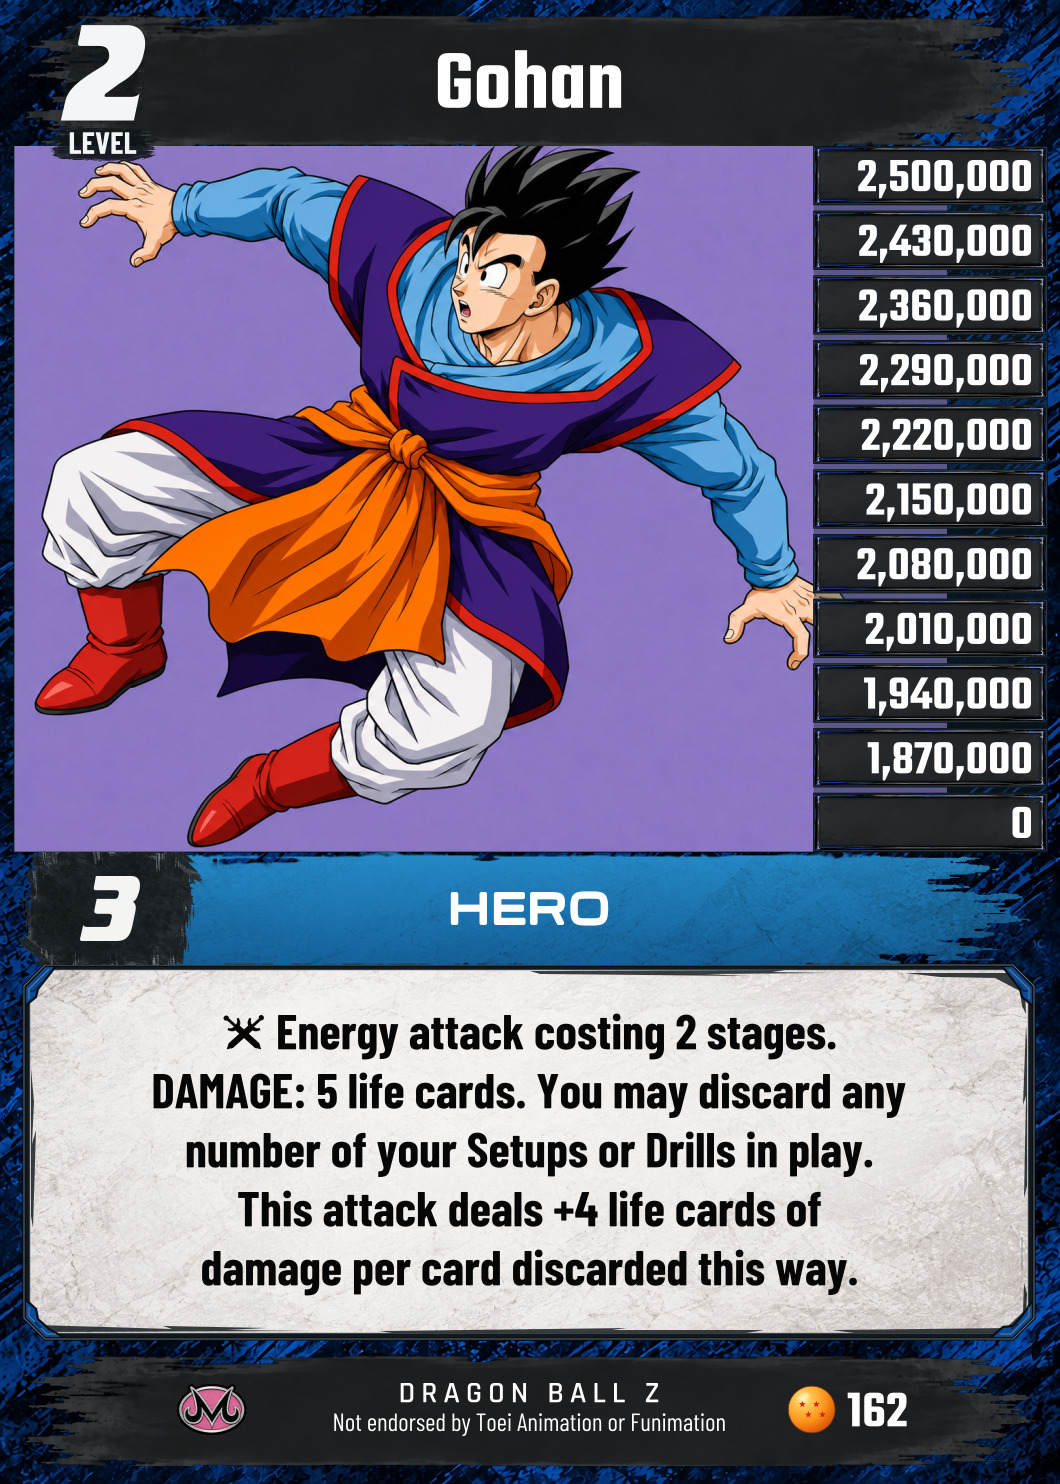 2
LEVEL
Gohan
2,500,000
2,430,000
2,360,000
2,290,000
2,220,000
2,150,000
2,080,000
2,010,000
1,940,000
1,870,000
0
3
HERO
Energy attack costing 2 stages.
DAMAGE: 5 life cards. You may discard any
number of your Setups or Drills in play.
This attack deals +4 life cards of
damage per card discarded this way.
M
DRAGON BALL Z
Not endorsed by Toei Animation or Funimation
162